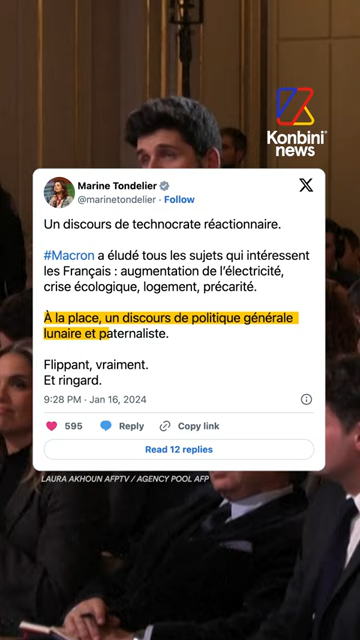 Konbini
news
Marine Tondelier
@marinetondelier · Follow
X
Un discours de technocrate réactionnaire.
#Macron a éludé tous les sujets qui intéressent
les Français : augmentation de l'électricité,
crise écologique, logement, précarité.
À la place, un discours de politique générale
lunaire et paternaliste.
Flippant, vraiment.
Et ringard.
9:28 PM · Jan 16, 2024
595 Reply Copy link
Read 12 replies
LAURA AKHOUN AFPTV / AGENCY POOL AFP